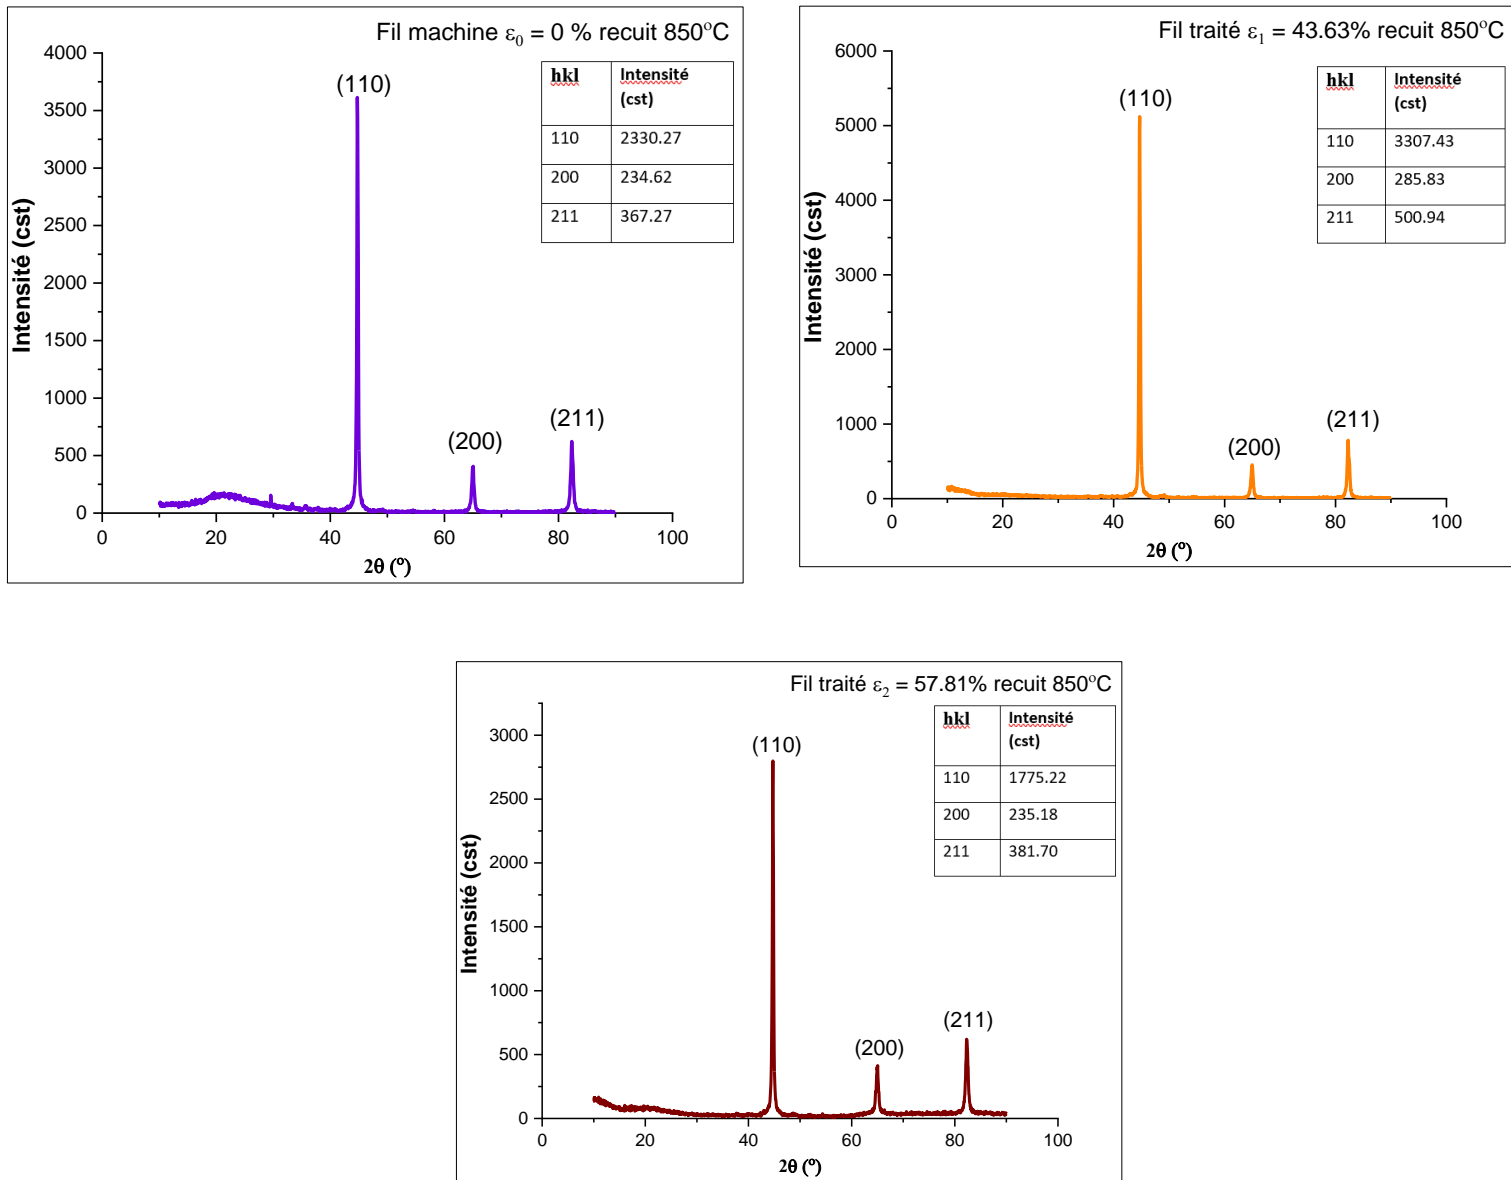 Fil machine ε0 = 0 % recuit 850°C
hkl Intensité (cst)
110 2330.27
200 234.62
211 367.27
(110)
(200)
(211)
4000
3500
3000
2500
2000
1500
1000
500
0
0 20 40 60 80 100
Intensité (cst)
2θ (°)
Fil traité ε1 = 43.63% recuit 850°C
hkl Intensité (cst)
110 3307.43
200 285.83
211 500.94
(110)
(200)
(211)
6000
5000
4000
3000
2000
1000
0
0 20 40 60 80 100
Intensité (cst)
2θ (°)
Fil traité ε2 = 57.81% recuit 850°C
hkl Intensité (cst)
110 1775.22
200 235.18
211 381.70
(110)
(200)
(211)
3000
2500
2000
1500
1000
500
0
0 20 40 60 80 100
Intensité (cst)
2θ (°)